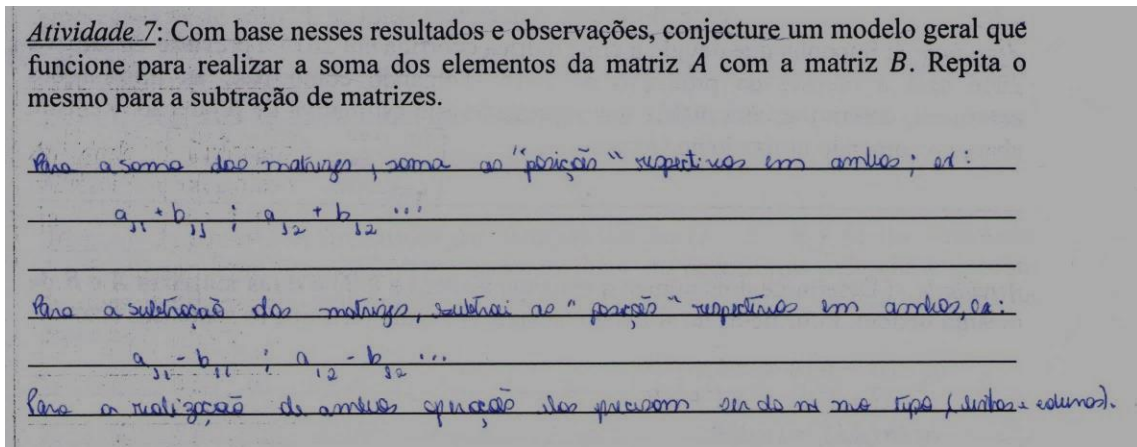 Atividade 7: Com base nesses resultados e observações, conjecture um modelo geral que
funcione para realizar a soma dos elementos da matriz A com a matriz B. Repita o
mesmo para a subtração de matrizes.
Para a soma das matrizes, soma as "posição" respectivas em ambas; ex:
a₁₁ + b₁₁ ; a₁₂ + b₁₂ ...
Para a subtração das matrizes, subtrai as "posição" respectivas em ambas, ex:
a₁₁ - b₁₁ ; a₁₂ - b₁₂ ...
Para a realização de ambas operação elas precisam ser do mesmo tipo (linhas e colunas).